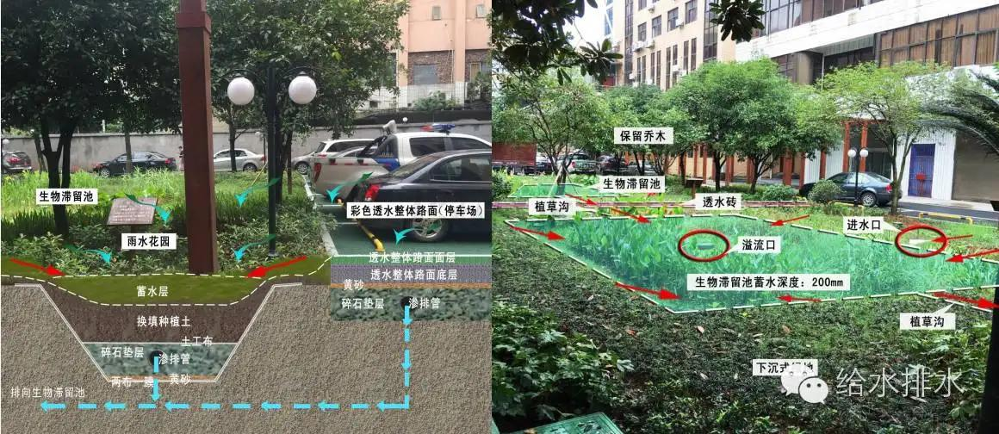 生物滞留池
雨水花园
彩色透水整体路面(停车场)
透水整体路面面层
透水整体路面底层
黄砂
碎石垫层
渗排管
蓄水层
换填种植土
土工布
碎石垫层
渗排管
两布一膜
黄砂
排向生物滞留池
保留乔木
生物滞留池
植草沟
透水砖
进水口
溢流口
生物滞留池蓄水深度：200mm
植草沟
下沉式绿地
给水排水